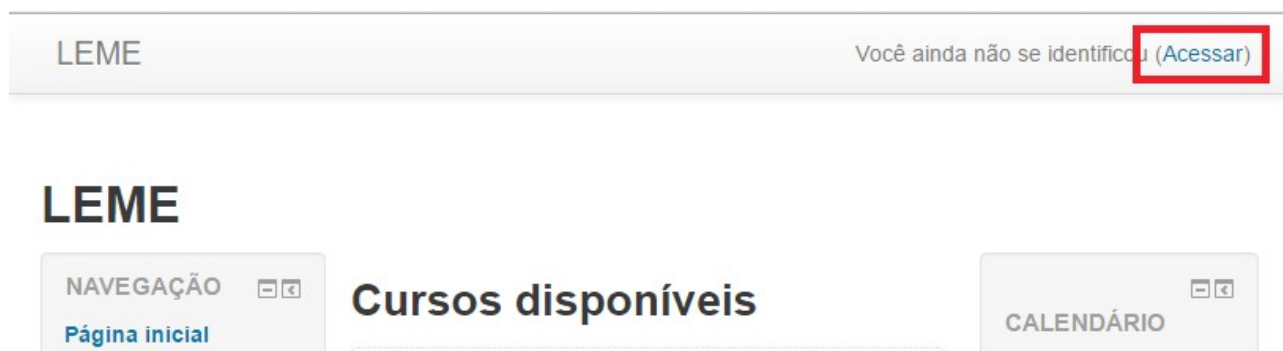 LEME
Você ainda não se identificou (Acessar)
LEME
NAVEGAÇÃO
Página inicial
Cursos disponíveis
CALENDÁRIO